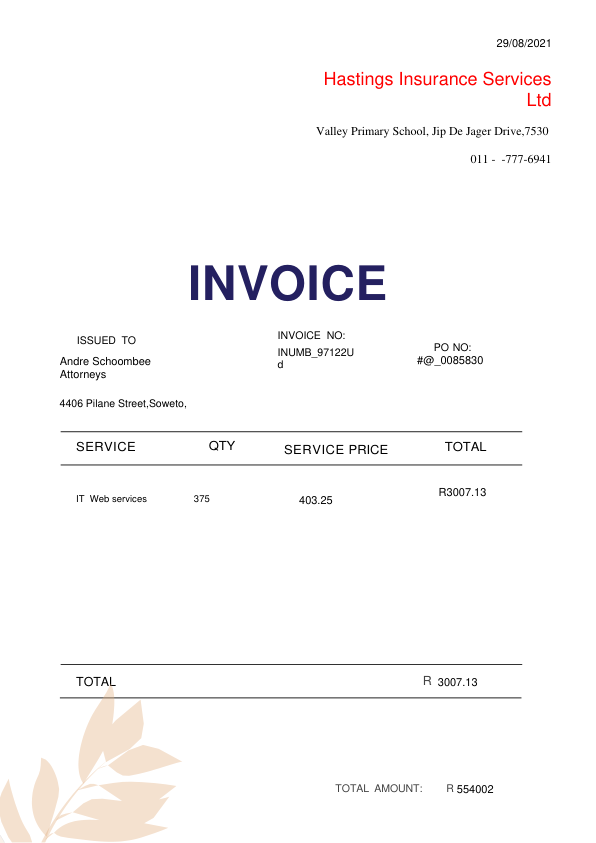 29/08/2021
Hastings Insurance Services
Ltd
Valley Primary School, Jip De Jager Drive,7530
011 -  -777-6941
INVOICE
ISSUED TO
Andre Schoombee
Attorneys
4406 Pilane Street,Soweto,
INVOICE NO:
INUMB_97122U
d
PO NO:
#@_0085830
SERVICE QTY SERVICE PRICE TOTAL
IT Web services 375 403.25 R3007.13
TOTAL R 3007.13
TOTAL AMOUNT: R 554002